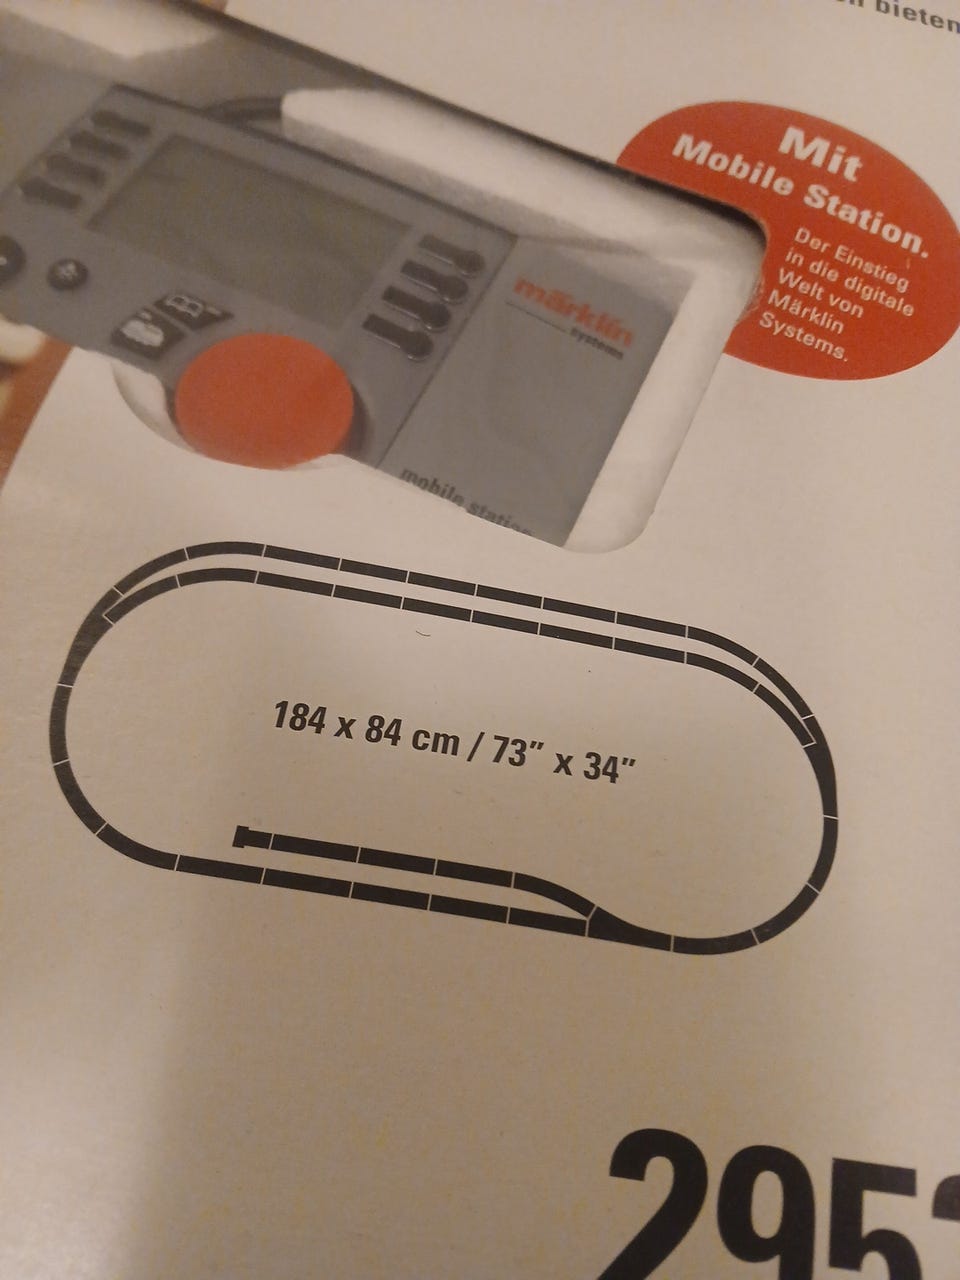 bieten
Mit
Mobile Station.
Der Einstieg
in die digitale
Welt von
Märklin
Systems.
märklin
systems
mobile station
184 x 84 cm / 73″ x 34″
295